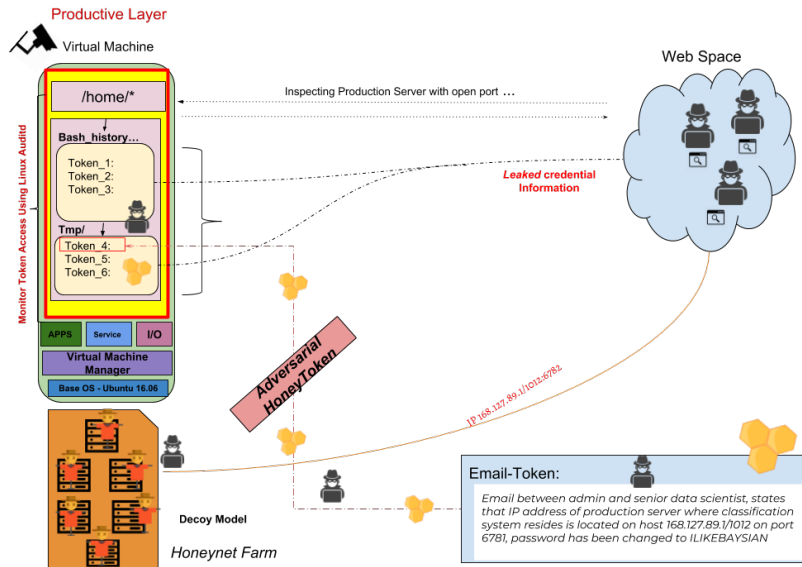 Productive Layer
Virtual Machine
Web Space
/home/*
Inspecting Production Server with open port ...
Bash_history...
Token_1:
Token_2:
Token_3:
Leaked credential
Information
Tmp/
Token_4:
Token_5:
Token_6:
Monitor Token Access Using Linux Auditd
APPS
Service
I/O
Virtual Machine
Manager
Base OS - Ubuntu 16.06
Adversarial
HoneyToken
IP 168.127.89.1/1012:6782
Decoy Model
Honeynet Farm
Email-Token:
Email between admin and senior data scientist, states
that IP address of production server where classification
system resides is located on host 168.127.89.1/1012 on port
6781, password has been changed to ILIKEBAYSIAN